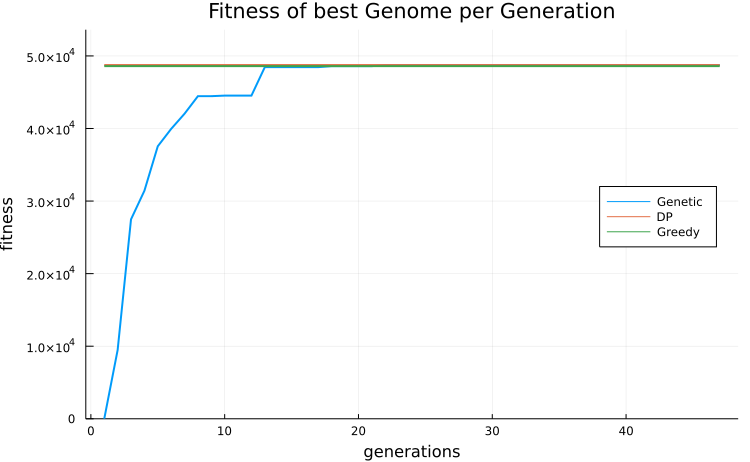 Fitness of best Genome per Generation
5.0×10⁴
4.0×10⁴
3.0×10⁴
2.0×10⁴
1.0×10⁴
0
fitness
Genetic
DP
Greedy
0 10 20 30 40
generations